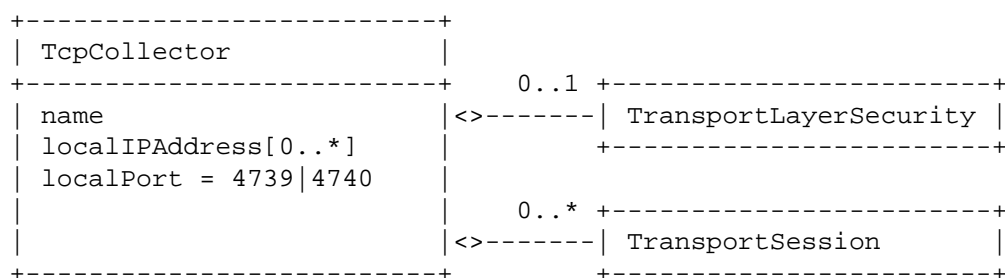 +--------------------------+
| TcpCollector             |
+--------------------------+    0..1 +------------------------+
| name                     |<>-------| TransportLayerSecurity |
| localIPAddress[0..*]     |         +------------------------+
| localPort = 4739|4740    |
|                          |    0..* +------------------------+
|                          |<>-------| TransportSession       |
+--------------------------+         +------------------------+